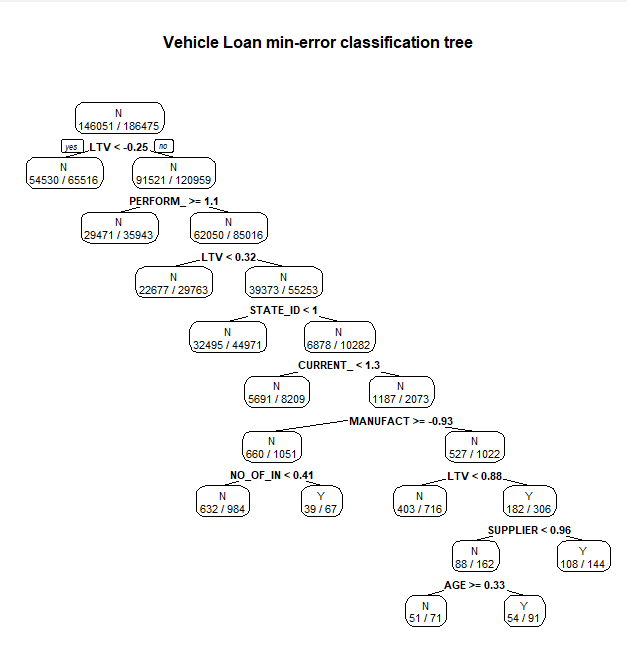 Vehicle Loan min-error classification tree
N
146051 / 186475
yes LTV < -0.25 no
N
54530 / 65516
N
91521 / 120959
PERFORM_ >= 1.1
N
29471 / 35943
N
62050 / 85016
LTV < 0.32
N
22677 / 29763
N
39373 / 55253
STATE_ID < 1
N
32495 / 44971
N
6878 / 10282
CURRENT_ < 1.3
N
5691 / 8209
N
1187 / 2073
MANUFACT >= -0.93
N
660 / 1051
N
527 / 1022
NO_OF_IN < 0.41
LTV < 0.88
N
632 / 984
Y
39 / 67
N
403 / 716
Y
182 / 306
SUPPLIER < 0.96
N
88 / 162
Y
108 / 144
AGE >= 0.33
N
51 / 71
Y
54 / 91